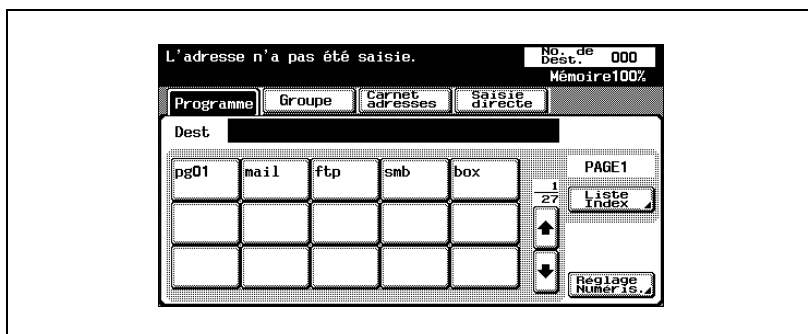 L'adresse n'a pas été saisie.
No. de
Dest. 000
Mémoire100%
Programme
Groupe
Carnet
adresses
Saisie
directe
Dest
pg01 mail ftp smb box
PAGE1
1
27
Liste
Index
Réglage
Numéris.